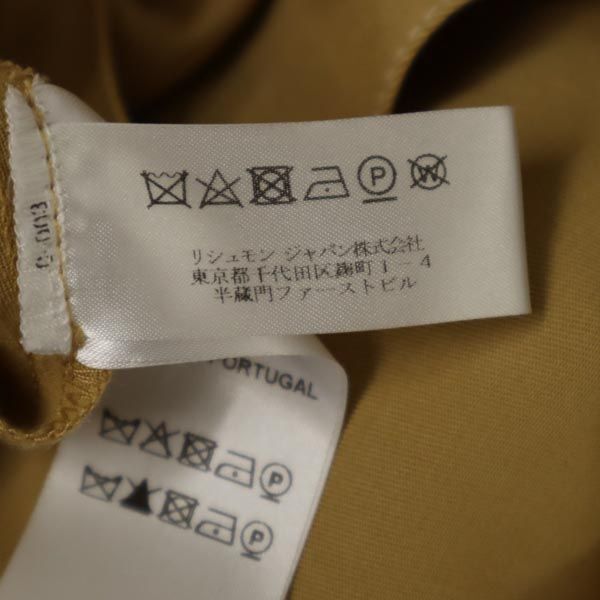 P W
リシュモン ジャパン株式会社
東京都千代田区麹町1-4
半蔵門ファーストビル
PORTUGAL
P
P